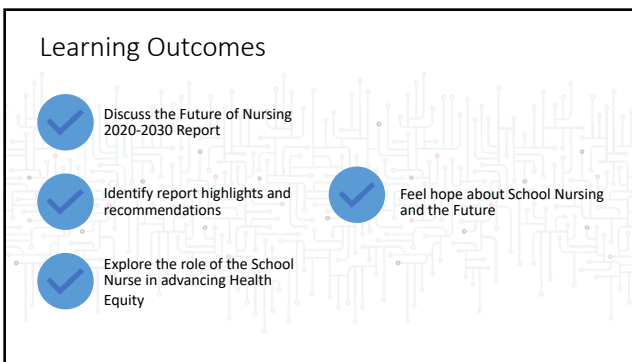 Learning Outcomes
Discuss the Future of Nursing
2020-2030 Report
Identify report highlights and
recommendations
Explore the role of the School
Nurse in advancing Health
Equity
Feel hope about School Nursing
and the Future